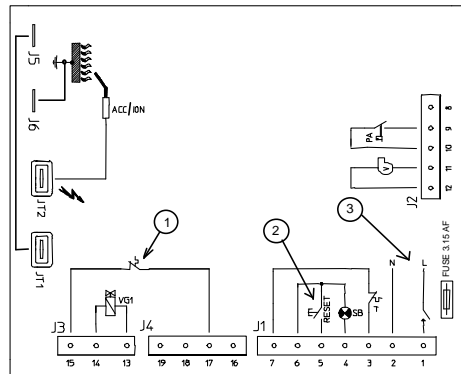 J5
J6
ACC/ION
JT2
JT1
8
9
10
11
12
PA
V
J2
1
2
3
N
L
FUSE 3.15 AF
VG1
RESET
SB
J3
J4
J1
15
14
13
19
18
17
16
7
6
5
4
3
2
1